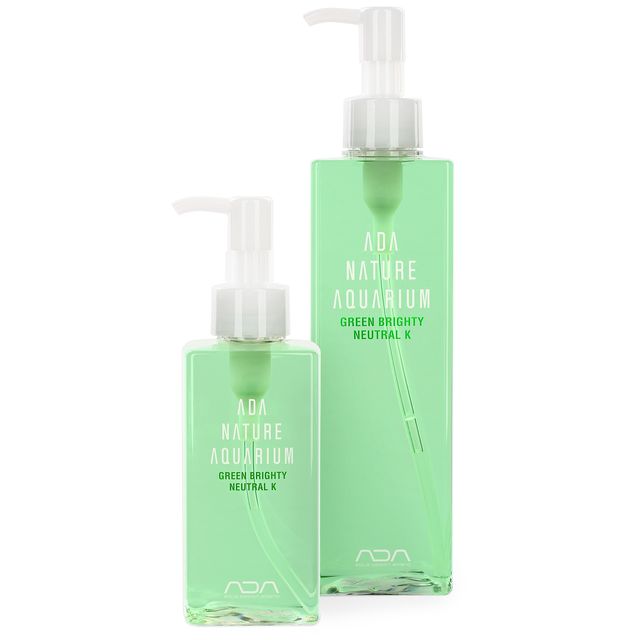 ADA
NATURE
AQUARIUM
GREEN BRIGHTY
NEUTRAL K
ADA
ADA
NATURE
AQUARIUM
GREEN BRIGHTY
NEUTRAL K
ADA